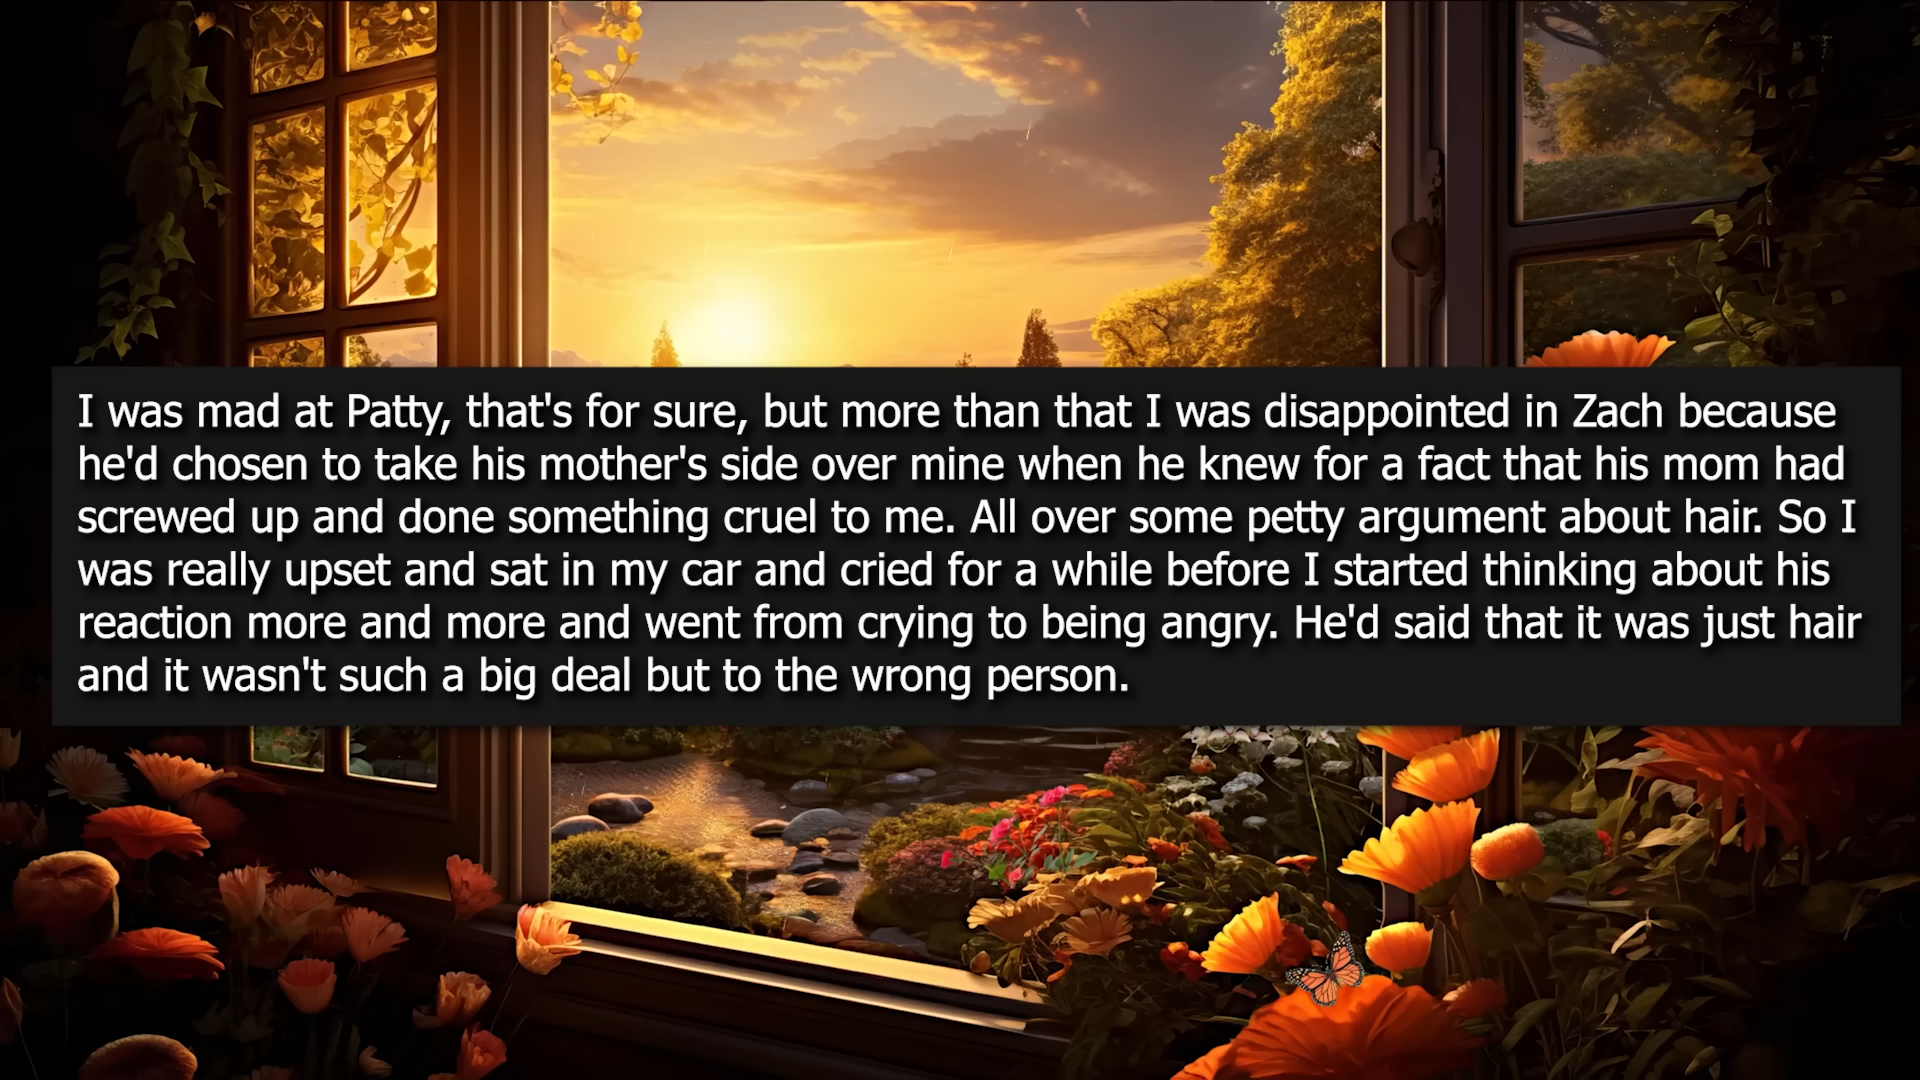 I was mad at Patty, that's for sure, but more than that I was disappointed in Zach because
he'd chosen to take his mother's side over mine when he knew for a fact that his mom had
screwed up and done something cruel to me. All over some petty argument about hair. So I
was really upset and sat in my car and cried for a while before I started thinking about his
reaction more and more and went from crying to being angry. He'd said that it was just hair
and it wasn't such a big deal but to the wrong person.